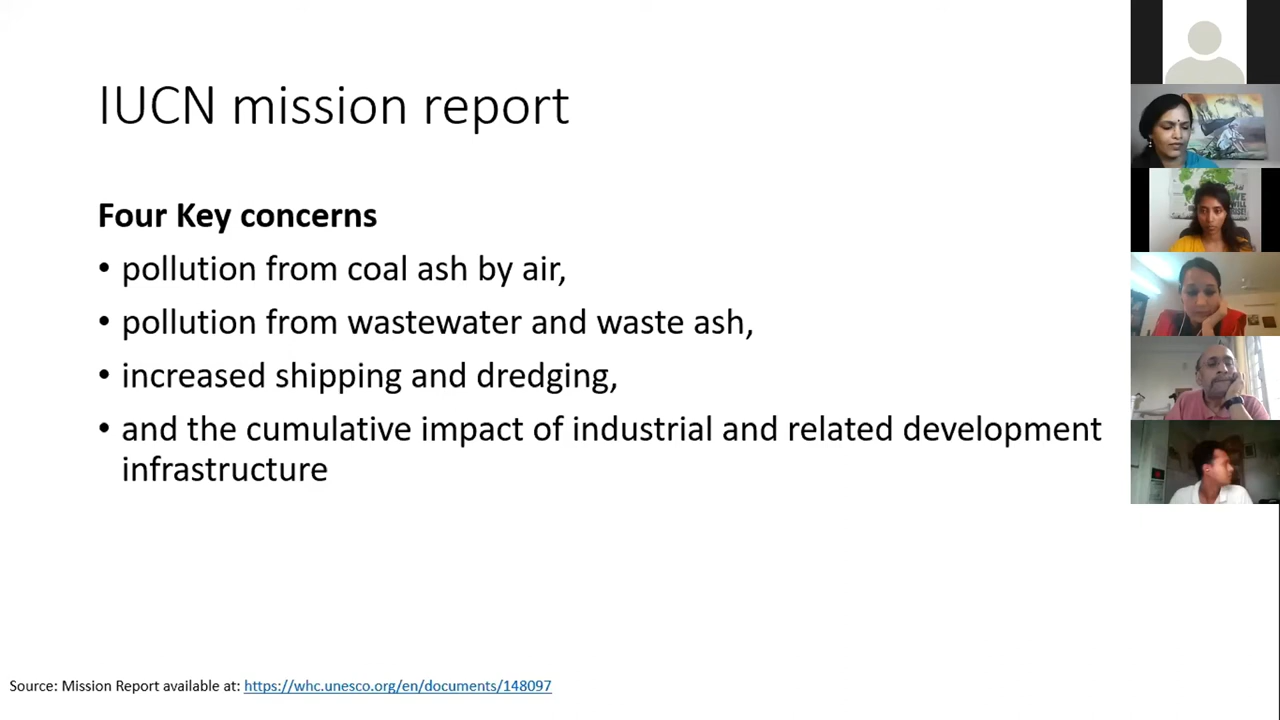 IUCN mission report
Four Key concerns
• pollution from coal ash by air,
• pollution from wastewater and waste ash,
• increased shipping and dredging,
• and the cumulative impact of industrial and related development
infrastructure
Source: Mission Report available at: https://whc.unesco.org/en/documents/148097